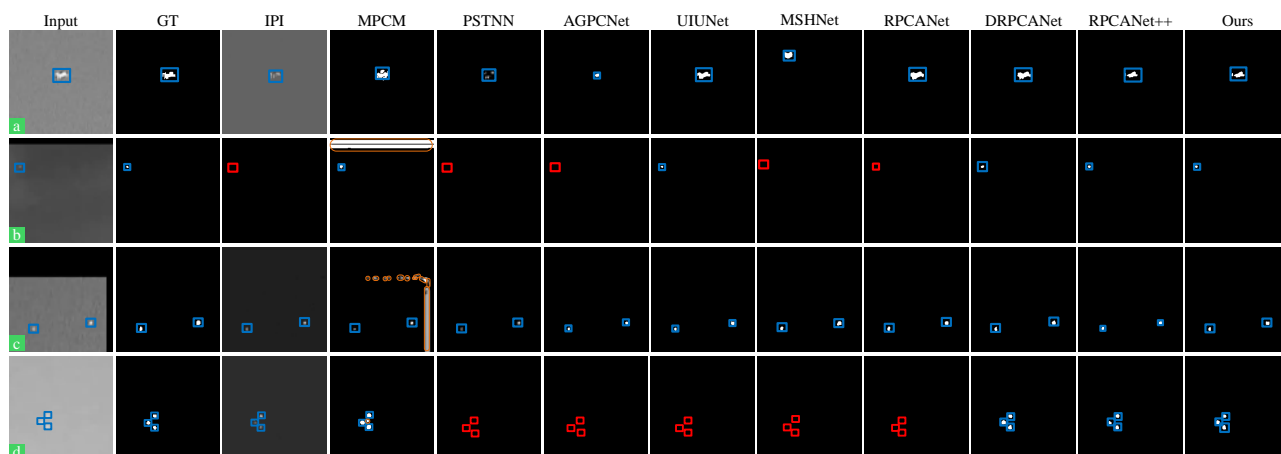 Input GT IPI MPCM PSTNN AGPCNet UIUNet MSHNet RPCANet DRPCANet RPCANet++ Ours
a
b
c
d